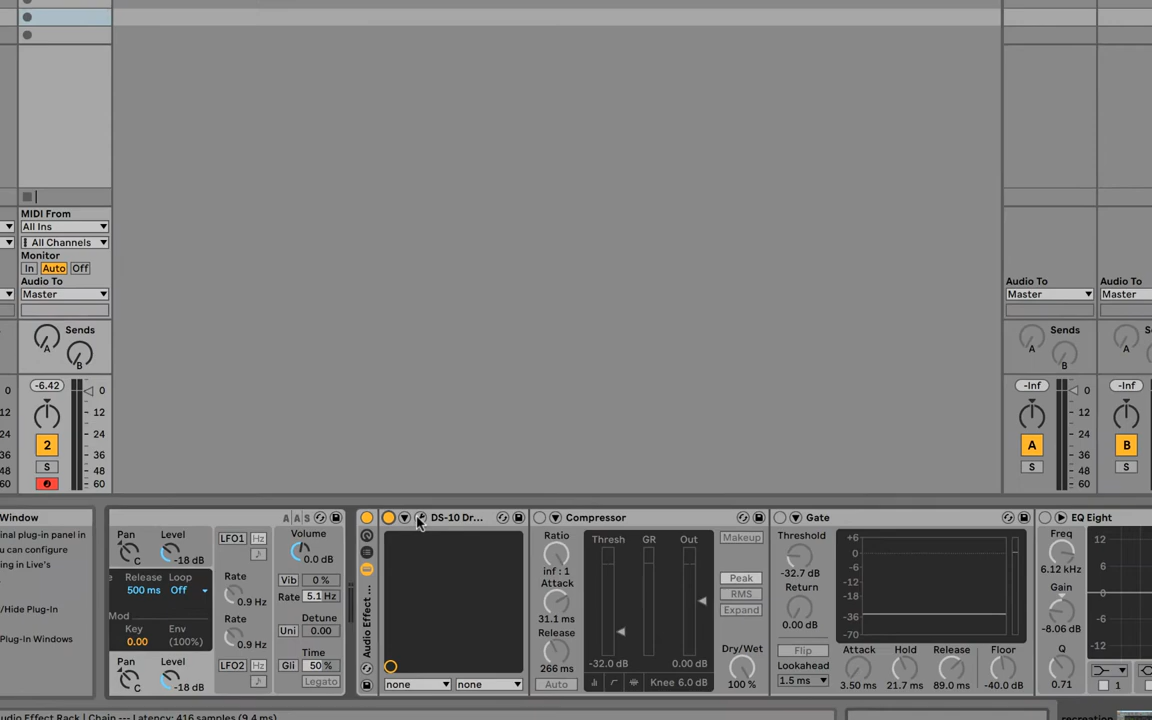 MIDI From
All Ins
All Channels
Monitor
In Auto Off
Audio To
Master
Sends
A
B
-6.42
0
12
24
36
48
60
2
S
0
12
24
36
48
60
Audio To
Master
Sends
A
B
-Inf
0
12
24
36
48
60
A
S
Audio To
Master
Sends
A
B
-Inf
B
S
Window
inal plug-in panel in
u can configure
ng in Live's
/Hide Plug-In
Plug-In Windows
AAS
Pan Level
C -18 dB
Release Loop
500 ms Off
Mod
Key Env
0.00 (100%)
Pan Level
C -18 dB
LFO1 Hz
Rate
0.9 Hz
Rate
0.9 Hz
LFO2 Hz
Volume
0.0 dB
Vib 0 %
Rate 5.1 Hz
Detune
Uni 0.00
Time
Gli 50 %
Legato
Audio Effect ...
DS-10 Dr...
none none
Compressor
Ratio
inf : 1
Attack
31.1 ms
Release
266 ms
Auto
Thresh GR Out
-32.0 dB 0.00 dB
Knee 6.0 dB
Makeup
Peak
RMS
Expand
Dry/Wet
100 %
Gate
Threshold
-32.7 dB
Return
0.00 dB
Flip
Lookahead
1.5 ms
+6
0
-6
-12
-18
-36
-70
Attack Hold Release Floor
3.50 ms 21.7 ms 89.0 ms -40.0 dB
EQ Eight
Freq
6.12 kHz
Gain
-8.06 dB
Q
0.71
12
6
0
-6
-12
1
udio Effect Rack | Chain --- Latency: 416 samples (9.4 ms)
recreation